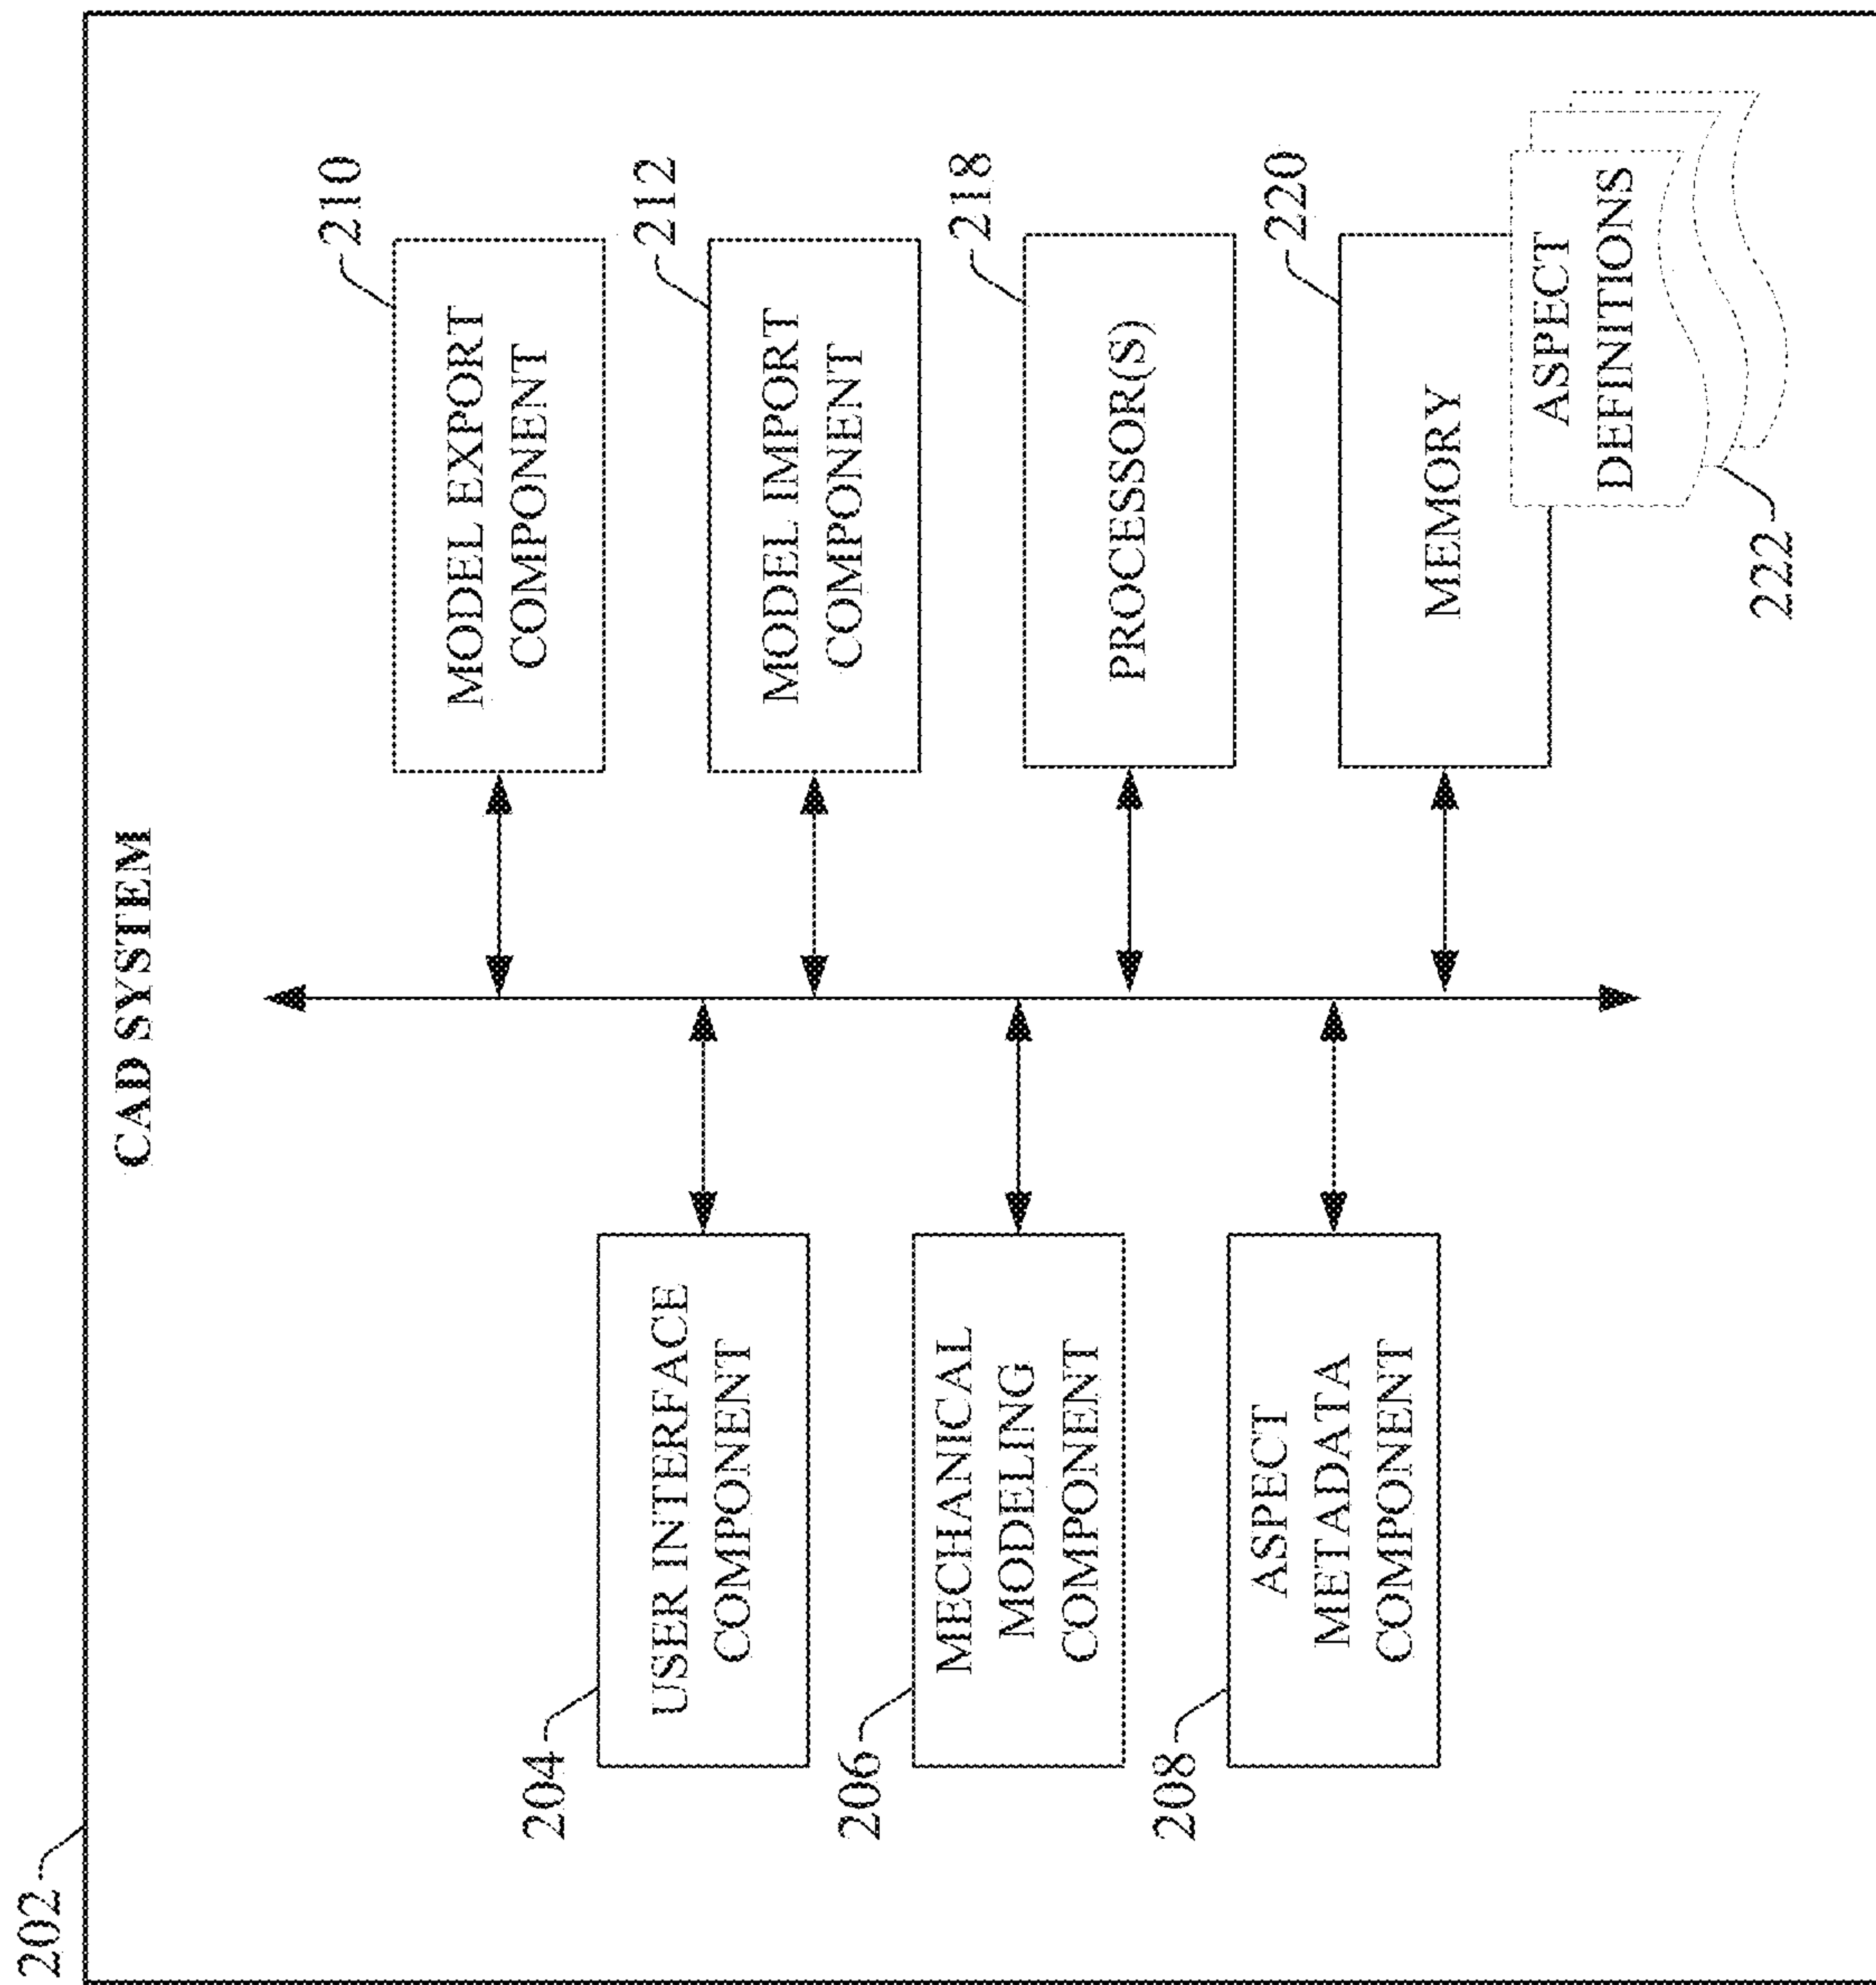 202
CAD SYSTEM
204
USER INTERFACE
COMPONENT
206
MECHANICAL
MODELING
COMPONENT
208
ASPECT
METADATA
COMPONENT
210
MODEL EXPORT
COMPONENT
212
MODEL IMPORT
COMPONENT
218
PROCESSOR(S)
220
MEMORY
ASPECT
DEFINITIONS
222